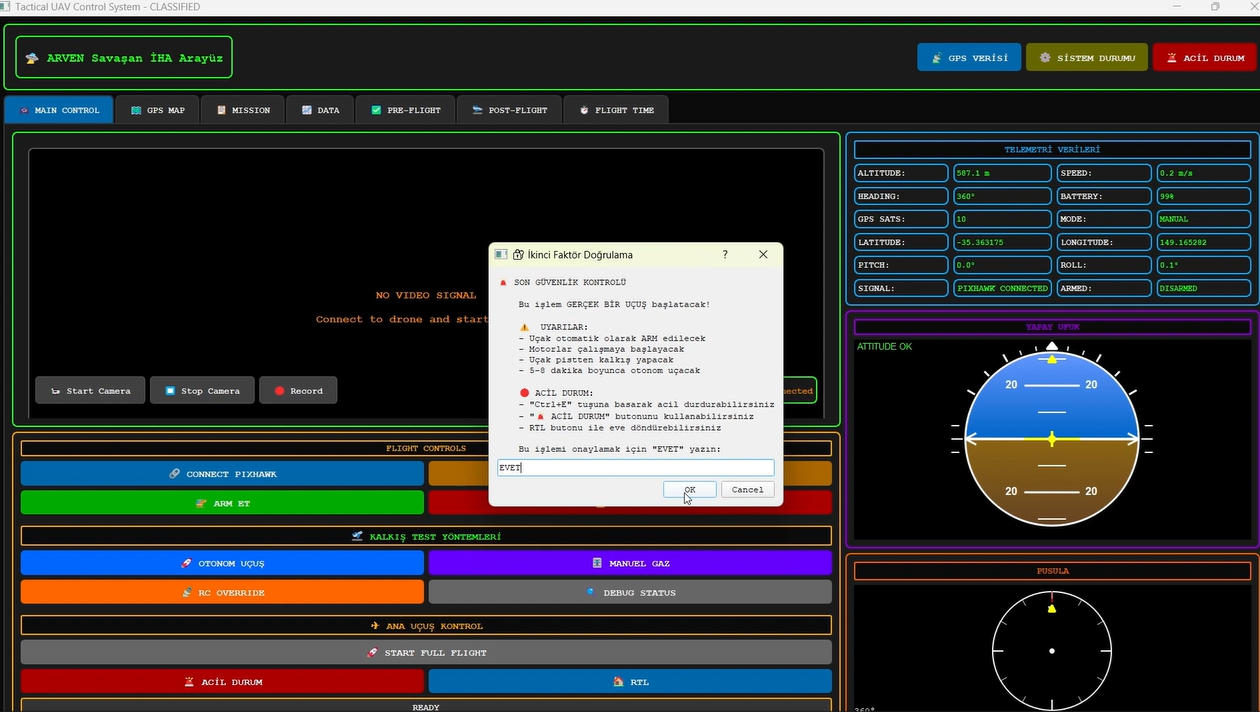 Tactical UAV Control System - CLASSIFIED
ARVEN Savaşan İHA Arayüz
GPS VERİSİ
SİSTEM DURUMU
ACİL DURUM
MAIN CONTROL
GPS MAP
MISSION
DATA
PRE-FLIGHT
POST-FLIGHT
FLIGHT TIME
NO VIDEO SIGNAL
Connect to drone and start
Start Camera
Stop Camera
Record
FLIGHT CONTROLS
CONNECT PIXHAWK
ARM ET
KALKIŞ TEST YÖNTEMLERİ
OTONOM UÇUŞ
MANUEL GAZ
RC OVERRIDE
DEBUG STATUS
ANA UÇUŞ KONTROL
START FULL FLIGHT
ACİL DURUM
RTL
READY
İkinci Faktör Doğrulama
?
SON GÜVENLİK KONTROLÜ
Bu işlem GERÇEK BİR UÇUŞ başlatacak!
UYARILAR:
- Uçak otomatik olarak ARM edilecek
- Motorlar çalışmaya başlayacak
- Uçak pistten kalkış yapacak
- 5-8 dakika boyunca otonom uçacak
ACİL DURUM:
- "Ctrl+E" tuşuna basarak acil durdurabilirsiniz
- " ACİL DURUM" butonunu kullanabilirsiniz
- RTL butonu ile eve döndürebilirsiniz
Bu işlemi onaylamak için "EVET" yazın:
EVET
OK
Cancel
TELEMETRİ VERİLERİ
ALTITUDE: 587.1 m SPEED: 0.2 m/s
HEADING: 360° BATTERY: 99%
GPS SATS: 10 MODE: MANUAL
LATITUDE: -35.363175 LONGITUDE: 149.165282
PITCH: 0.0° ROLL: 0.1°
SIGNAL: PIXHAWK CONNECTED ARMED: DISARMED
YAPAY UFUK
ATTITUDE OK
20 20
20 20
PUSULA
360°